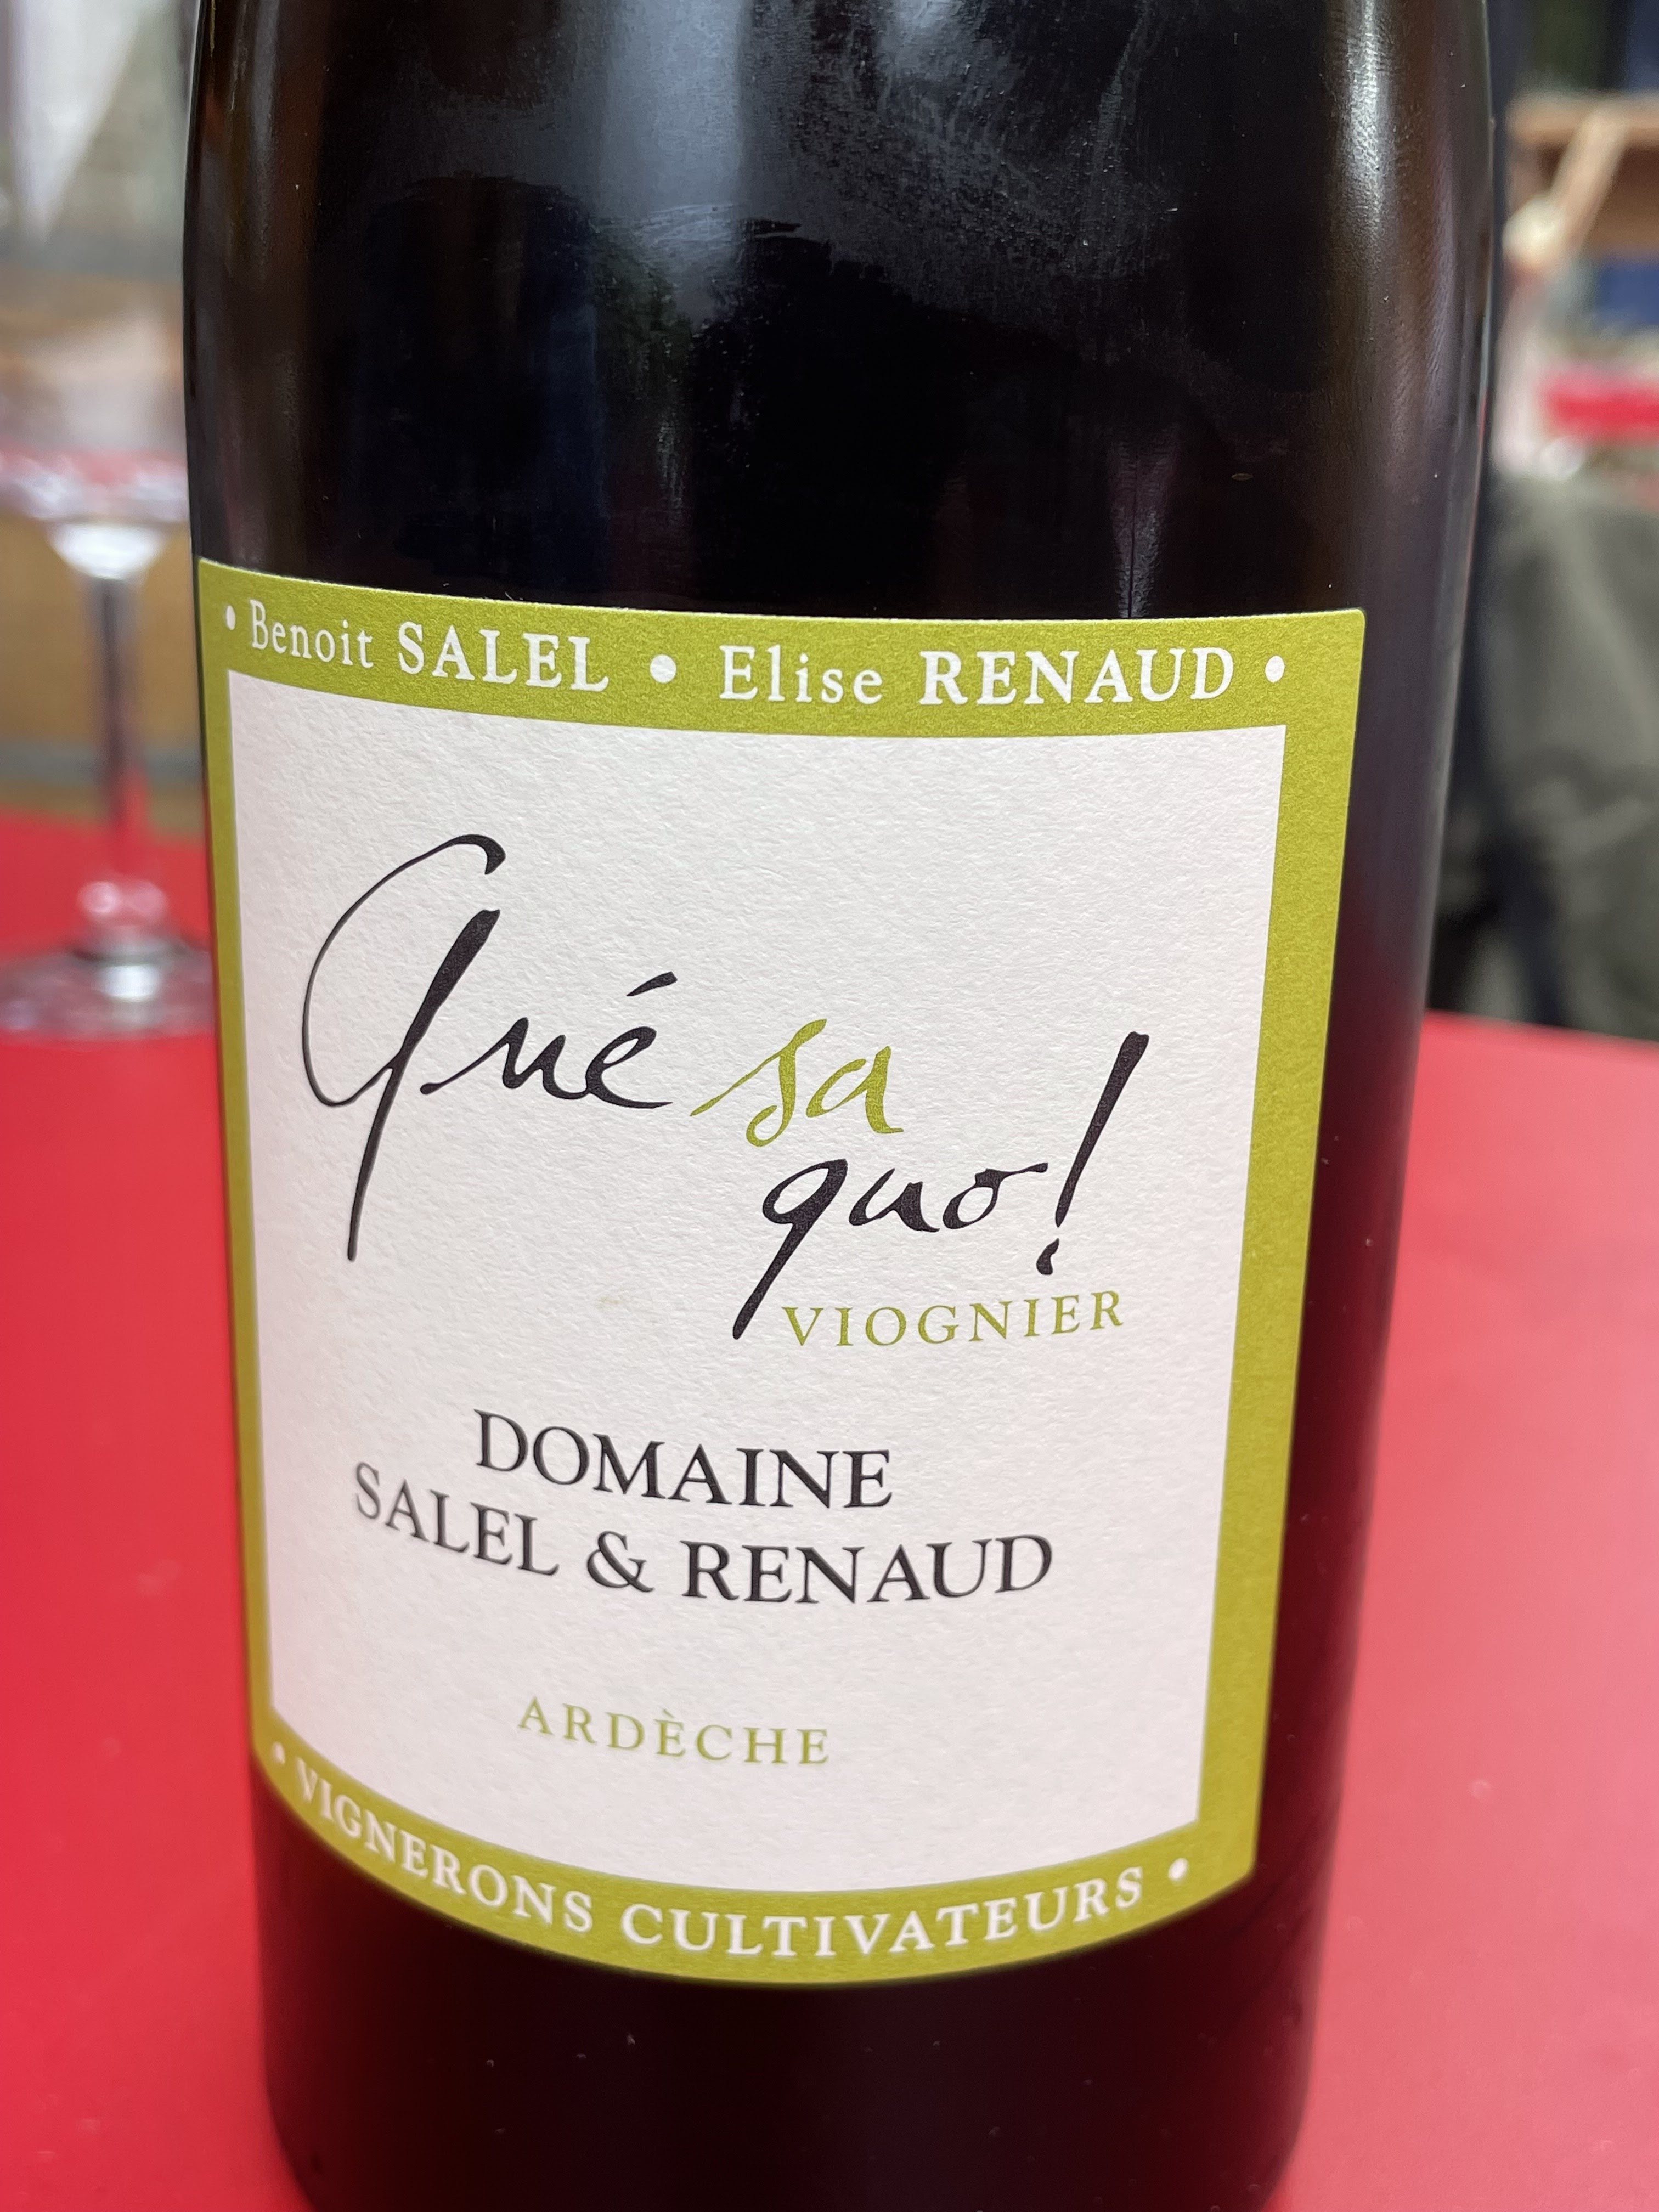 • Benoit SALEL • Elise RENAUD •
Qué sa
quo!
VIOGNIER
DOMAINE
SALEL & RENAUD
ARDÈCHE
• VIGNERONS CULTIVATEURS •